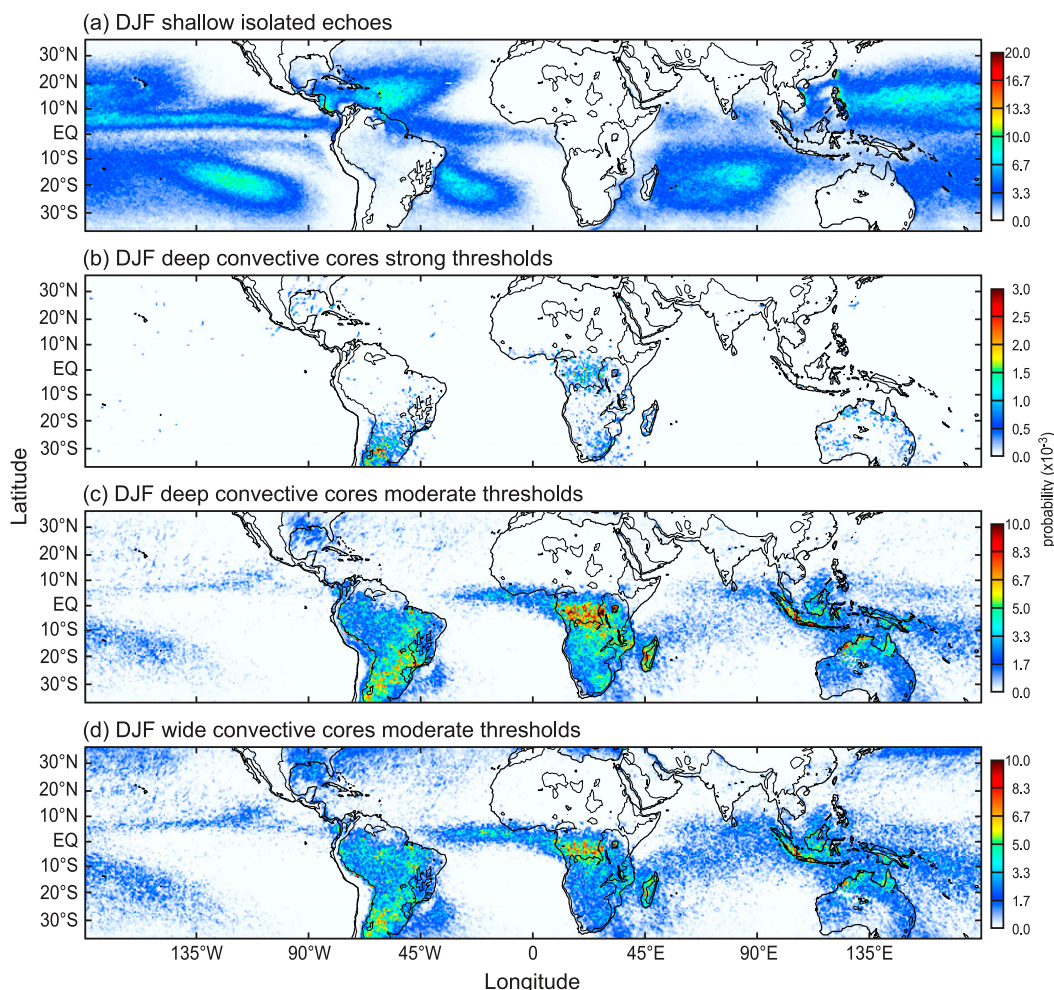 (a) DJF shallow isolated echoes
30°N
20°N
10°N
EQ
10°S
20°S
30°S
20.0
16.7
13.3
10.0
6.7
3.3
0.0
(b) DJF deep convective cores strong thresholds
30°N
20°N
10°N
EQ
10°S
20°S
30°S
3.0
2.5
2.0
1.5
1.0
0.5
0.0
(c) DJF deep convective cores moderate thresholds
30°N
20°N
10°N
EQ
10°S
20°S
30°S
10.0
8.3
6.7
5.0
3.3
1.7
0.0
(d) DJF wide convective cores moderate thresholds
30°N
20°N
10°N
EQ
10°S
20°S
30°S
10.0
8.3
6.7
5.0
3.3
1.7
0.0
135°W 90°W 45°W 0 45°E 90°E 135°E
Longitude
Latitude
probability (x10⁻³)